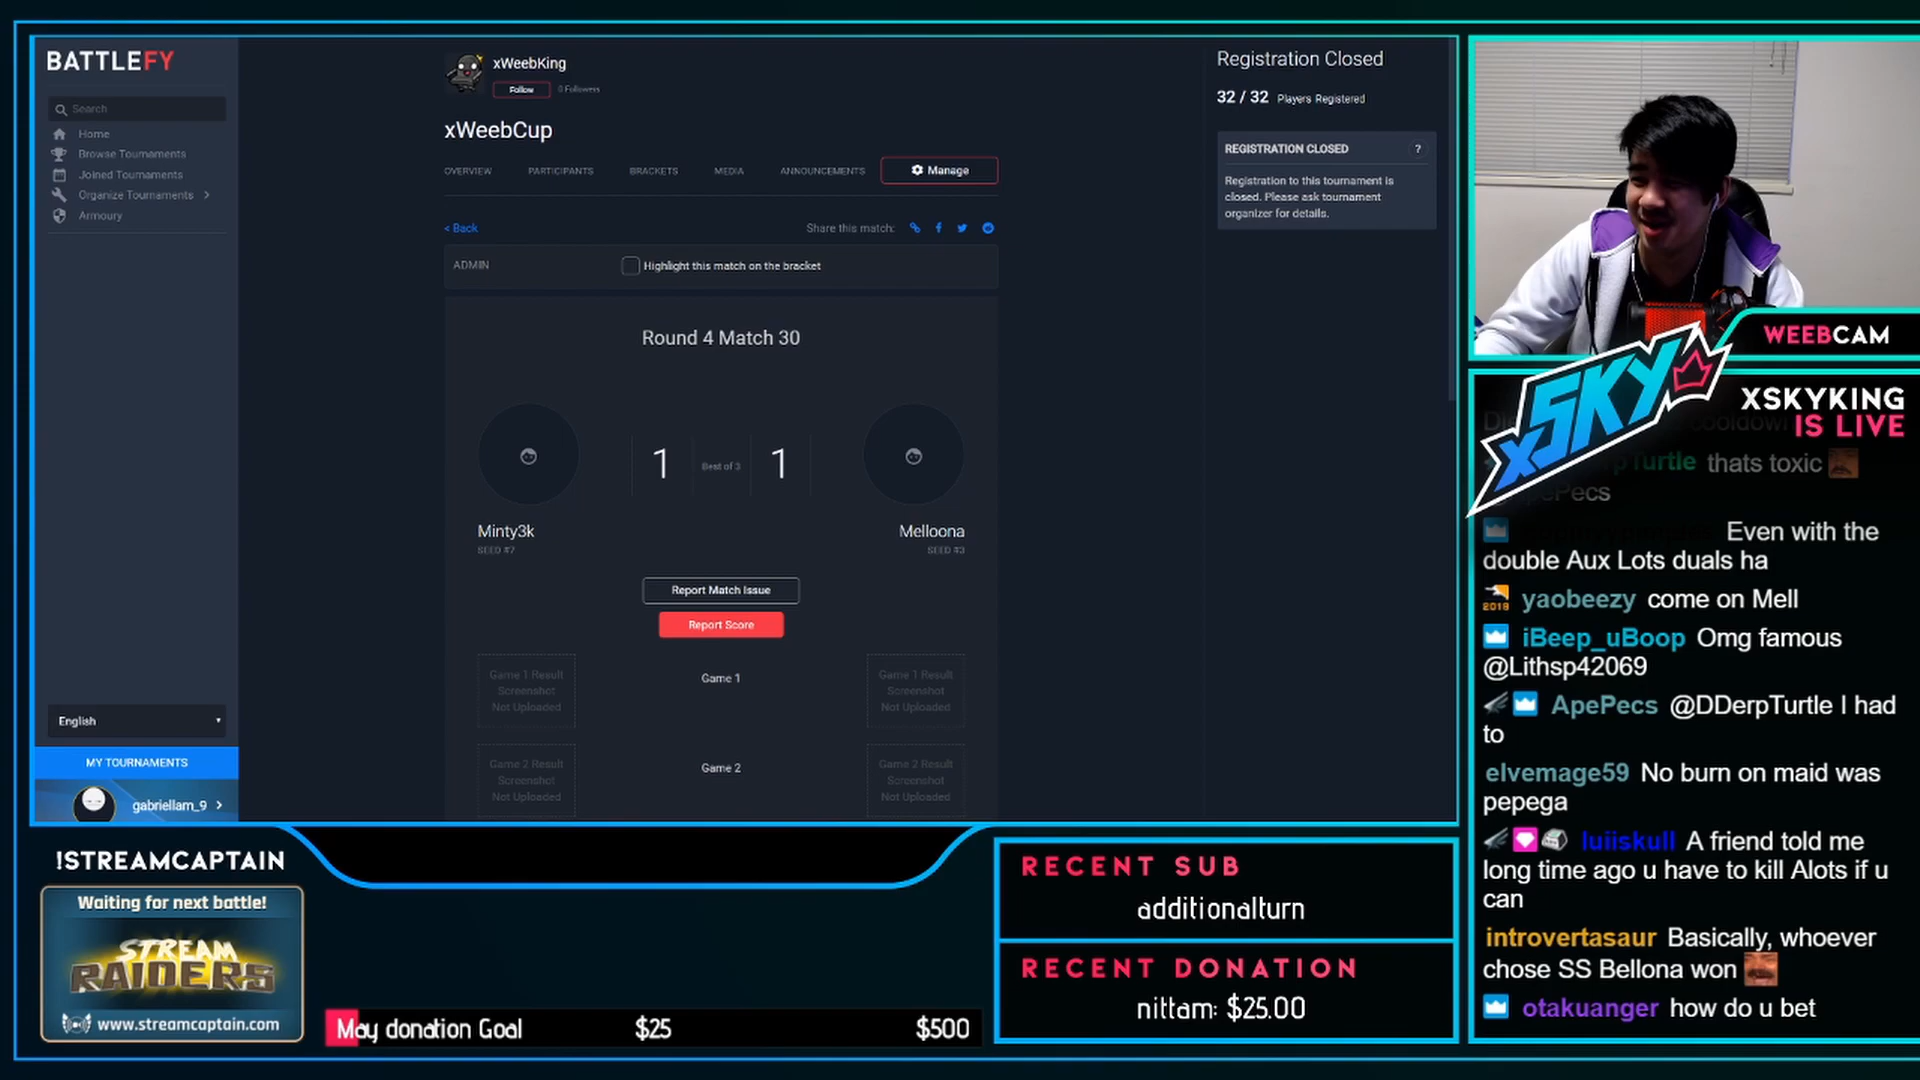 BATTLEFY
Search
Home
Browse Tournaments
Joined Tournaments
Organize Tournaments
Armoury
English
MY TOURNAMENTS
gabriellam_9
xWeebKing
Follow
0 Followers
xWeebCup
OVERVIEW PARTICIPANTS BRACKETS MEDIA ANNOUNCEMENTS Manage
< Back
Share this match:
ADMIN
Highlight this match on the bracket
Round 4 Match 30
1 Best of 3 1
Minty3k
SEED #7
Melloona
SEED #3
Report Match Issue
Report Score
Game 1 Result
Screenshot
Not Uploaded
Game 1
Game 1 Result
Screenshot
Not Uploaded
Game 2 Result
Screenshot
Not Uploaded
Game 2
Game 2 Result
Screenshot
Not Uploaded
Registration Closed
32 / 32 Players Registered
REGISTRATION CLOSED ?
Registration to this tournament is
closed. Please ask tournament
organizer for details.
WEEBCAM
xSKY
XSKYKING
IS LIVE
thats toxic
Even with the
double Aux Lots duals ha
2019 yaobeezy come on Mell
iBeep_uBoop Omg famous
@Lithsp42069
ApePecs @DDerpTurtle I had
to
elvemage59 No burn on maid was
pepega
luiiskull A friend told me
long time ago u have to kill Alots if u
can
introvertasaur Basically, whoever
chose SS Bellona won
otakuanger how do u bet
!STREAMCAPTAIN
Waiting for next battle!
STREAM
RAIDERS
www.streamcaptain.com
May donation Goal $25 $500
RECENT SUB
additionalturn
RECENT DONATION
nittam: $25.00